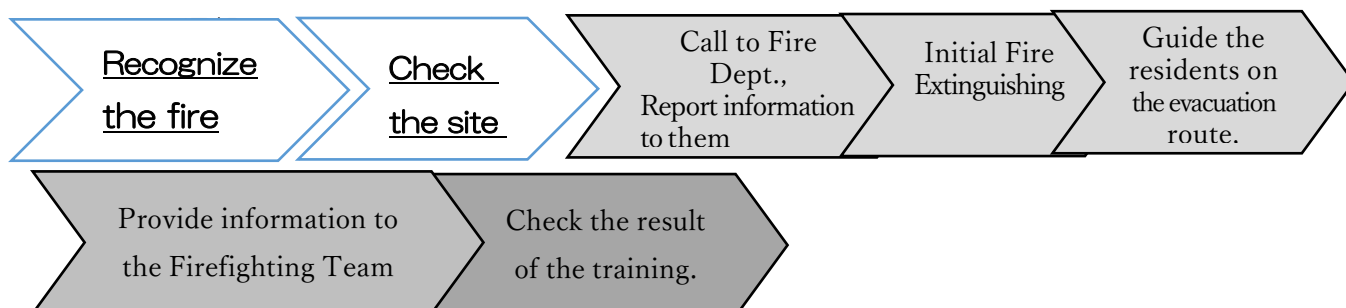 Recognize
the fire
Check
the site
Call to Fire
Dept.,
Report information
to them
Initial Fire
Extinguishing
Guide the
residents on
the evacuation
route.
Provide information to
the Firefighting Team
Check the result
of the training.